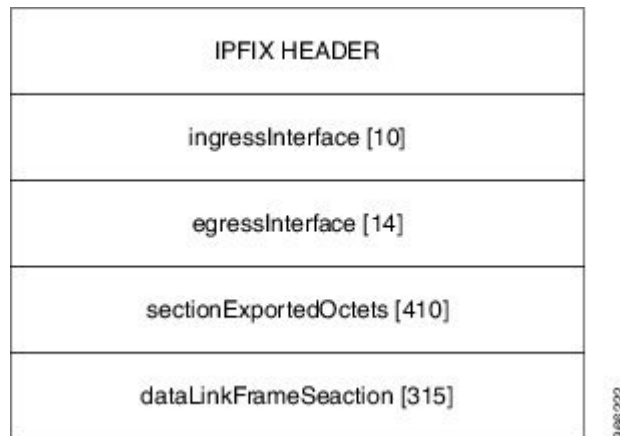 IPFIX HEADER
ingressInterface [10]
egressInterface [14]
sectionExportedOctets [410]
dataLinkFrameSeaction [315]